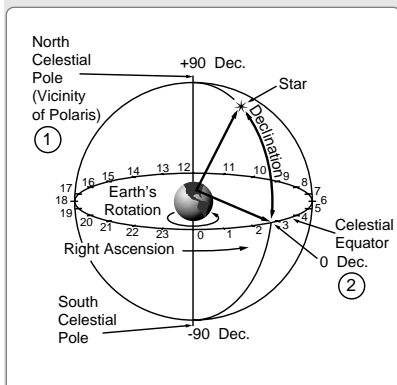 North
Celestial
Pole
(Vicinity
of Polaris)
1
+90 Dec.
Star
Declination
12
13
14
15
16
17
18
19
20
21
22
23
0
1
2
3
4
5
6
7
8
9
10
11
Earth's
Rotation
Right Ascension
Celestial
Equator
0 Dec.
2
South
Celestial
Pole
-90 Dec.